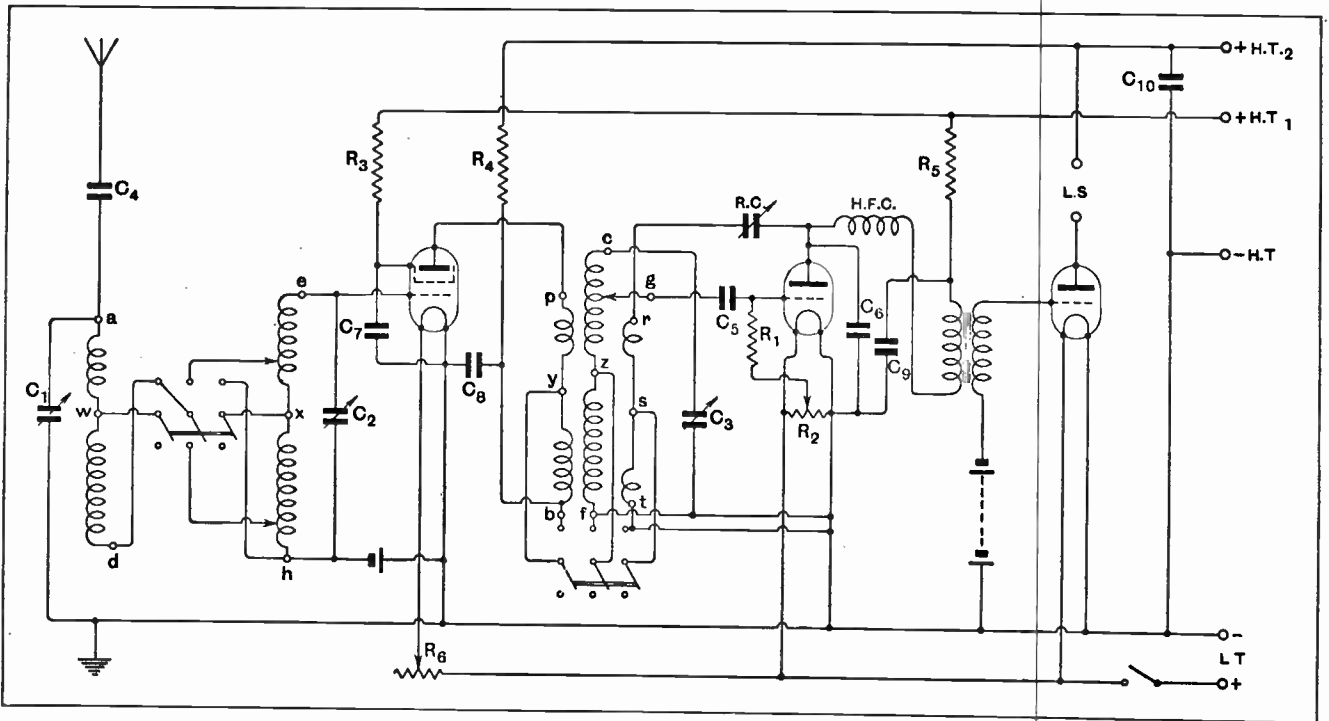 + H.T.2
C10
+ H.T 1
R3
R4
R5
C4
L.S
R.C.
H.F.C.
c
- H.T
e
g
p
C5
C6
r
a
C7
R1
C8
z
C9
C1
y
w
x
C2
s
C3
R2
b
f
t
d
h
R6
-
L T
+